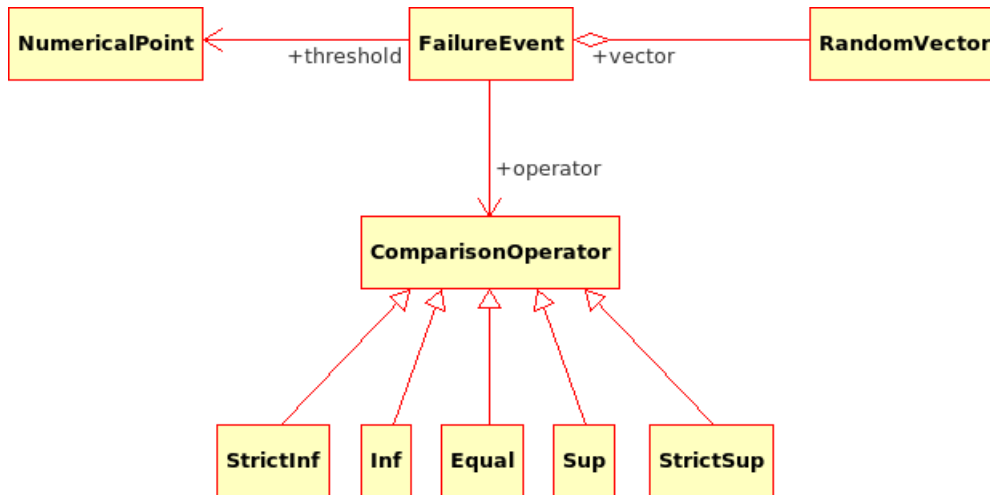 NumericalPoint
FailureEvent
RandomVector
+threshold
+vector
+operator
ComparisonOperator
StrictInf
Inf
Equal
Sup
StrictSup